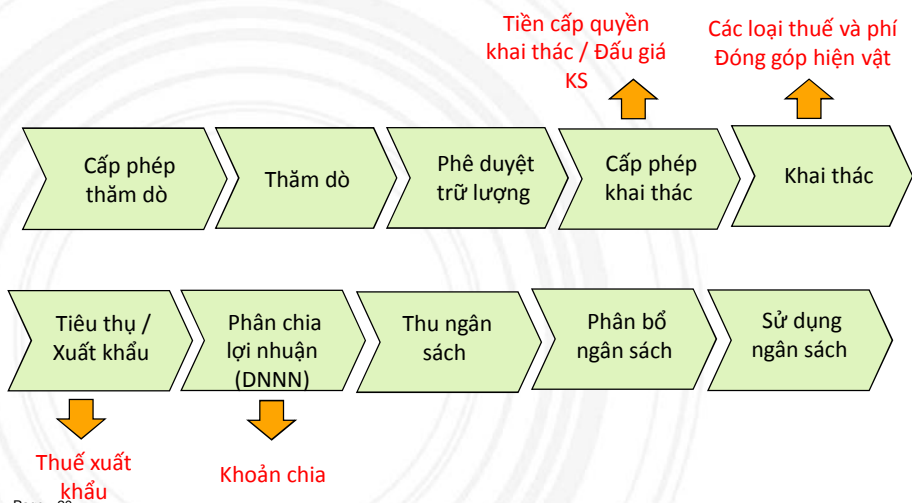 Tiền cấp quyền
khai thác / Đấu giá
KS
Các loại thuế và phí
Đóng góp hiện vật
Cấp phép
thăm dò
Thăm dò
Phê duyệt
trữ lượng
Cấp phép
khai thác
Khai thác
Tiêu thụ /
Xuất khẩu
Phân chia
lợi nhuận
(DNNN)
Thu ngân
sách
Phân bổ
ngân sách
Sử dụng
ngân sách
Thuế xuất
khẩu
Khoản chia